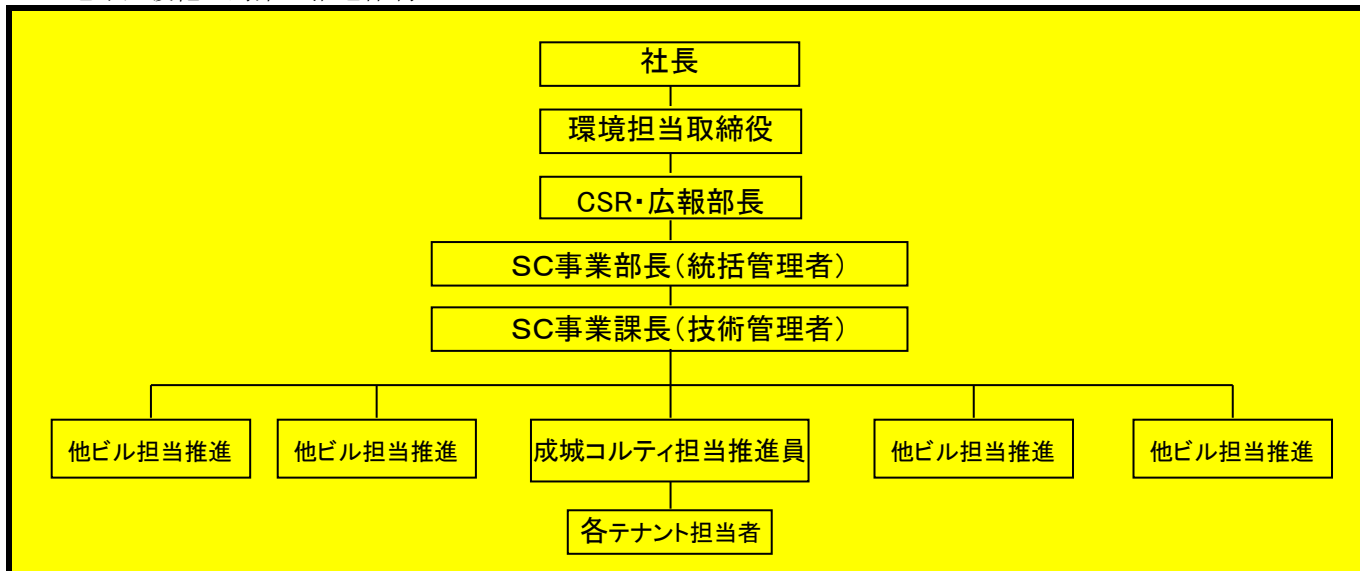 社長
環境担当取締役
CSR・広報部長
SC事業部長（統括管理者）
SC事業課長（技術管理者）
他ビル担当推進
他ビル担当推進
成城コルティ担当推進員
他ビル担当推進
他ビル担当推進
各テナント担当者